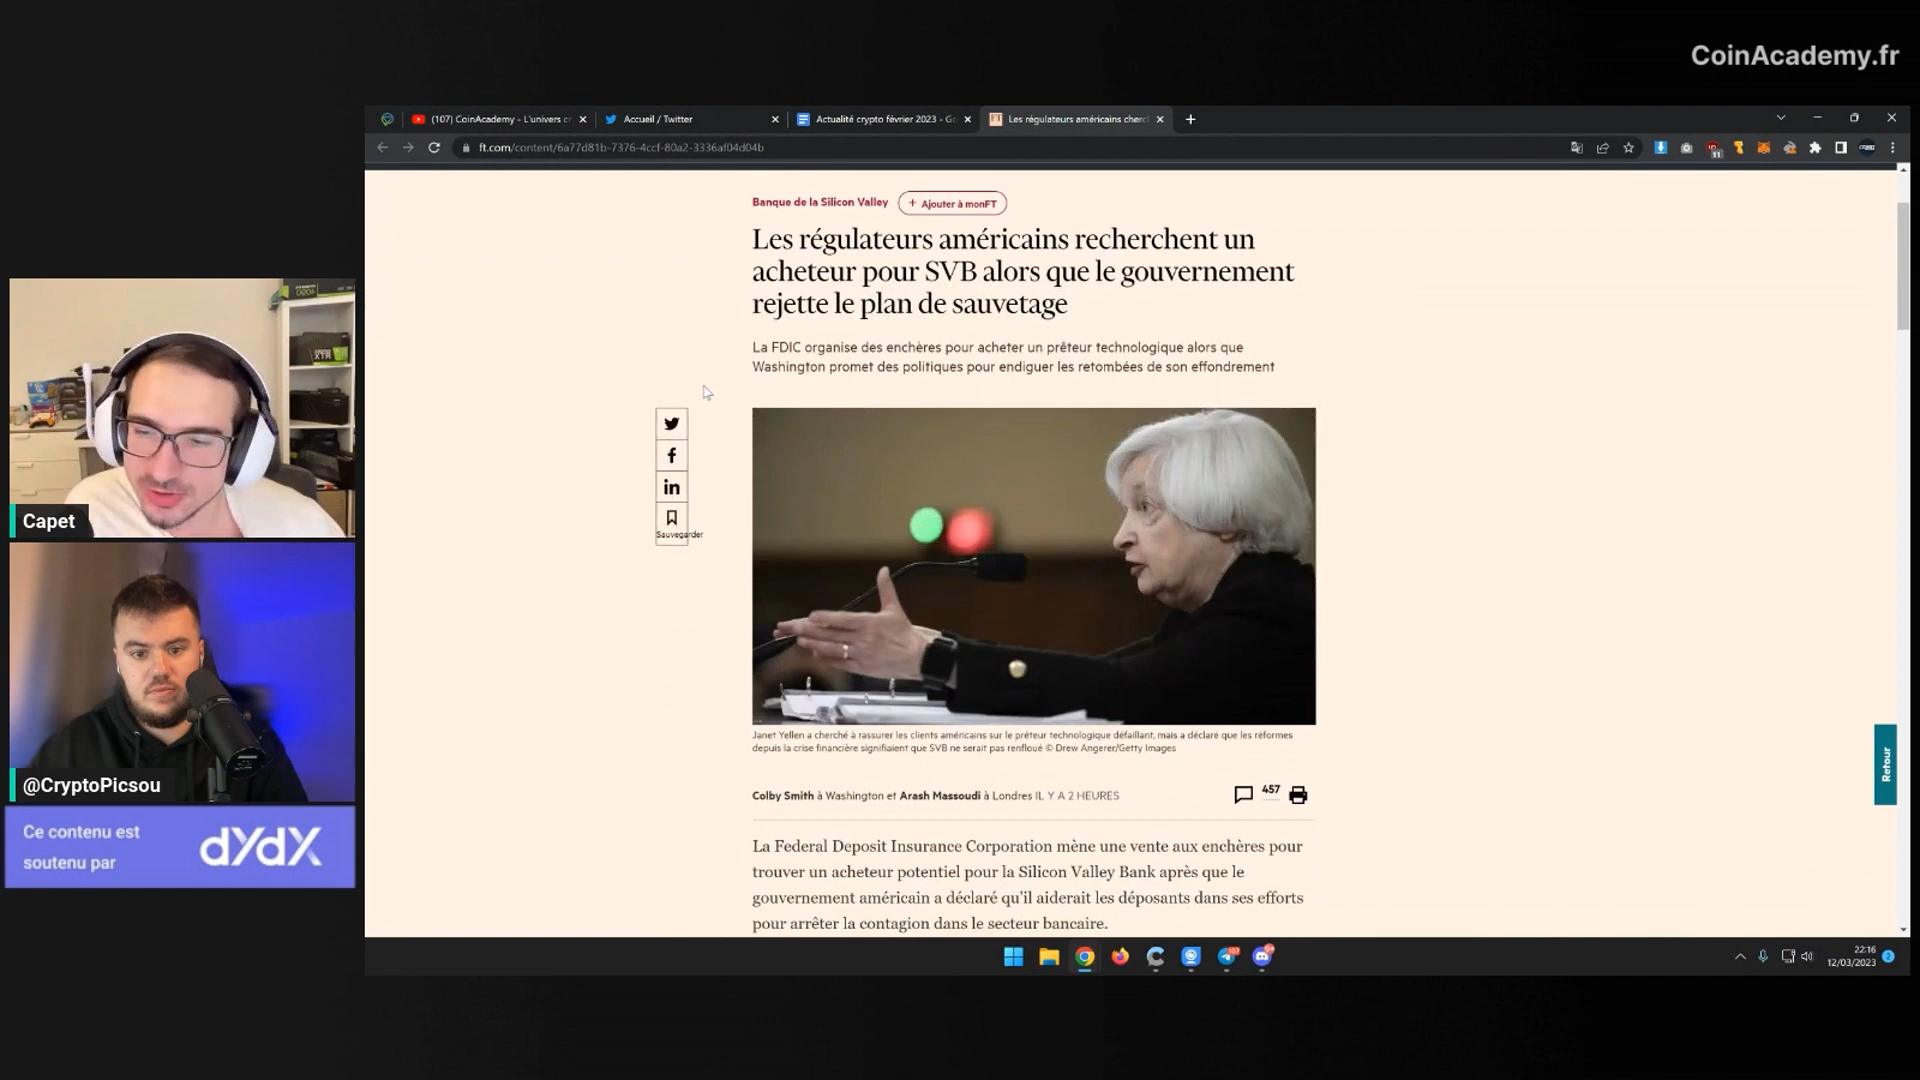 CoinAcademy.fr
(107) CoinAcademy - L'univers cr
Accueil / Twitter
Actualité crypto février 2023 - Go
Les régulateurs américains cherc
ft.com/content/6a77d81b-7376-4ccf-80a2-3336af04d04b
11
Banque de la Silicon Valley
+ Ajouter à monFT
Les régulateurs américains recherchent un
acheteur pour SVB alors que le gouvernement
rejette le plan de sauvetage
La FDIC organise des enchères pour acheter un prêteur technologique alors que
Washington promet des politiques pour endiguer les retombées de son effondrement
Sauvegarder
Janet Yellen a cherché à rassurer les clients américains sur le prêteur technologique défaillant, mais a déclaré que les réformes
depuis la crise financière signifiaient que SVB ne serait pas renfloué © Drew Angerer/Getty Images
Colby Smith à Washington et Arash Massoudi à Londres IL Y A 2 HEURES
457
La Federal Deposit Insurance Corporation mène une vente aux enchères pour
trouver un acheteur potentiel pour la Silicon Valley Bank après que le
gouvernement américain a déclaré qu'il aiderait les déposants dans ses efforts
pour arrêter la contagion dans le secteur bancaire.
Retour
Capet
@CryptoPicsou
Ce contenu est
soutenu par
dYdX
22:16
12/03/2023
2